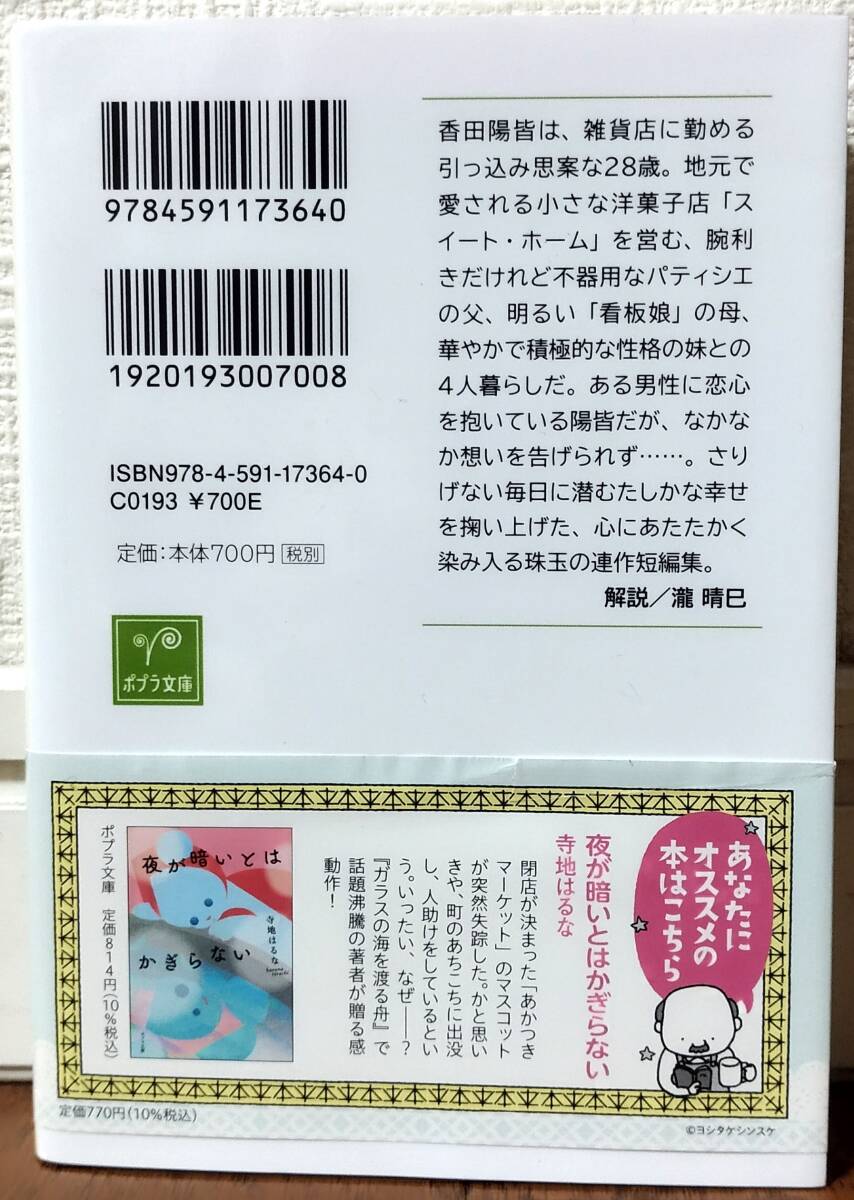 9784591173640
1920193007008
ISBN978-4-591-17364-0
C0193 ¥700E
定価:本体700円 税別
ポプラ文庫
香田陽皆は、雑貨店に勤める
引っ込み思案な28歳。地元で
愛される小さな洋菓子店「ス
イート・ホーム」を営む、腕利
きだけれど不器用なパティシエ
の父、明るい「看板娘」の母、
華やかで積極的な性格の妹との
4人暮らしだ。ある男性に恋心
を抱いている陽皆だが、なかな
か想いを告げられず……。さり
げない毎日に潜むたしかな幸せ
を掬い上げた、心にあたたかく
染み入る珠玉の連作短編集。
解説/瀧 晴巳
あなたに
オススメの
本はこちら
夜が暗いとはかぎらない
寺地はるな
閉店が決まった「あかつき
マーケット」のマスコット
が突然失踪した。かと思い
きや、町のあちこちに出没
し、人助けをしているとい
う。いったい、なぜ――?
『ガラスの海を渡る舟』で
話題沸騰の著者が贈る感
動作!
夜が暗いとは
かぎらない
寺地はるな
ポプラ文庫 定価814円(10%税込)
定価770円(10%税込)
©ヨシタケシンスケ